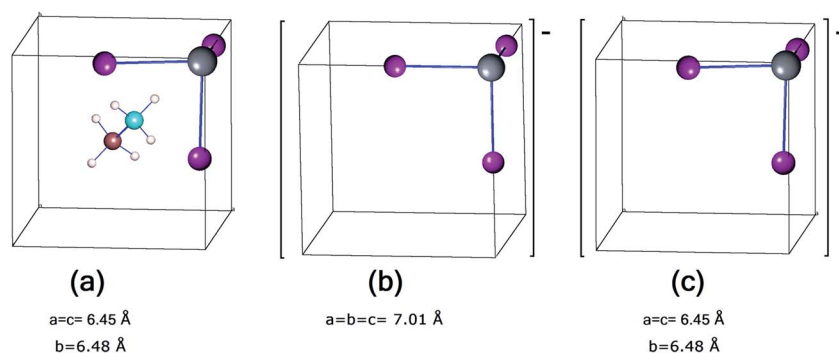 (a)
a=c= 6.45 Å
b=6.48 Å
-
(b)
a=b=c= 7.01 Å
-
(c)
a=c= 6.45 Å
b=6.48 Å